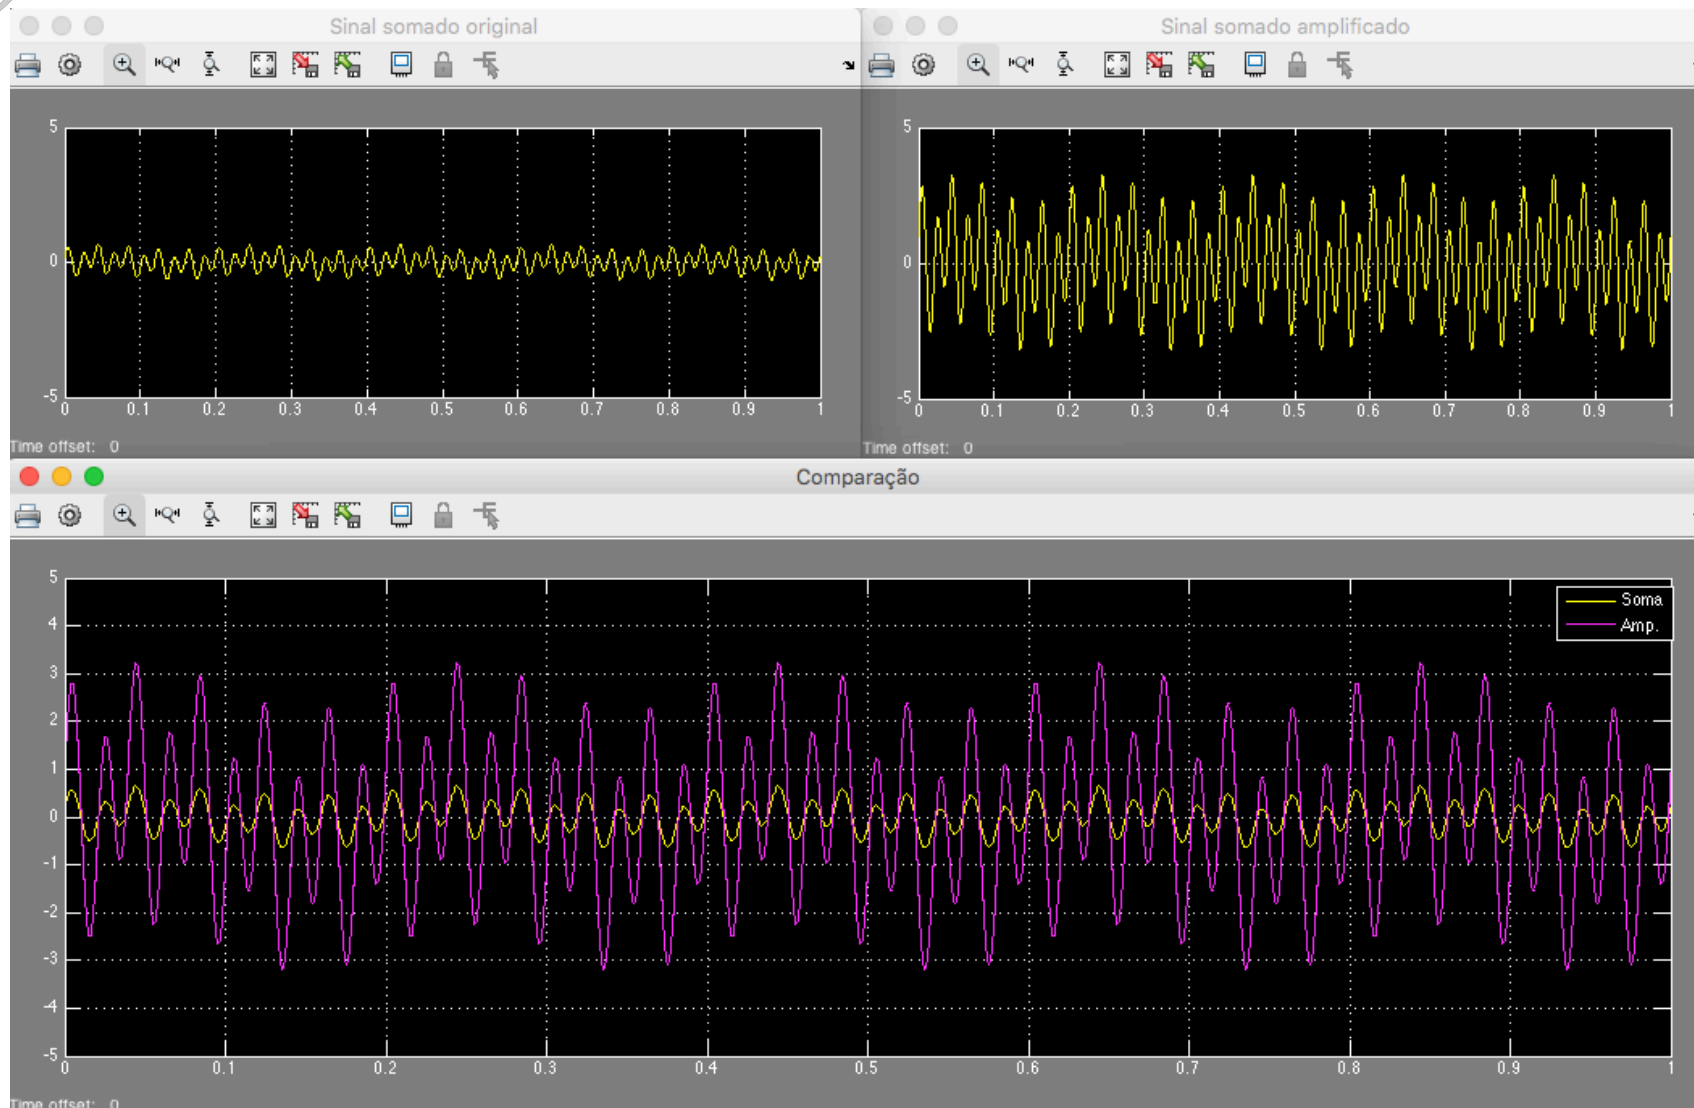 Sinal somado original
5
0
-5
0 0.1 0.2 0.3 0.4 0.5 0.6 0.7 0.8 0.9 1
Time offset: 0
Sinal somado amplificado
5
0
-5
0 0.1 0.2 0.3 0.4 0.5 0.6 0.7 0.8 0.9 1
Time offset: 0
Comparação
5
4
3
2
1
0
-1
-2
-3
-4
-5
0 0.1 0.2 0.3 0.4 0.5 0.6 0.7 0.8 0.9 1
Soma
Amp.
Time offset: 0